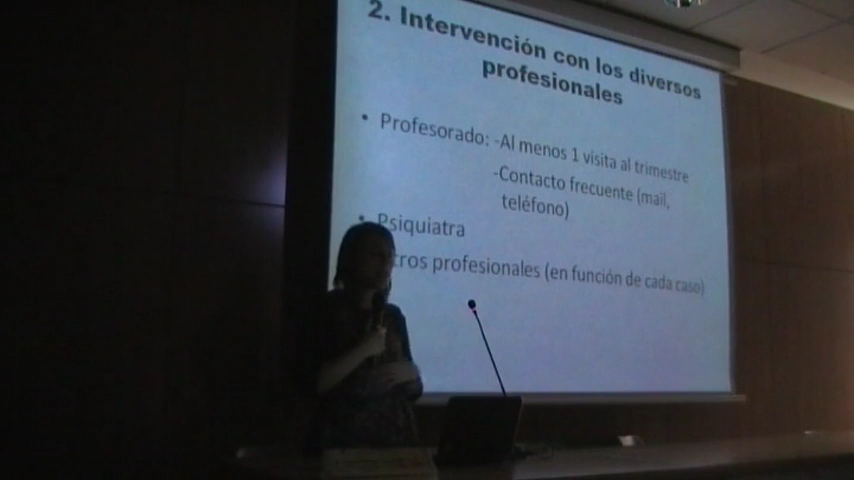 2. Intervención con los diversos
profesionales
• Profesorado: -Al menos 1 visita al trimestre
-Contacto frecuente (mail,
teléfono)
• Psiquiatra
tros profesionales (en función de cada caso)